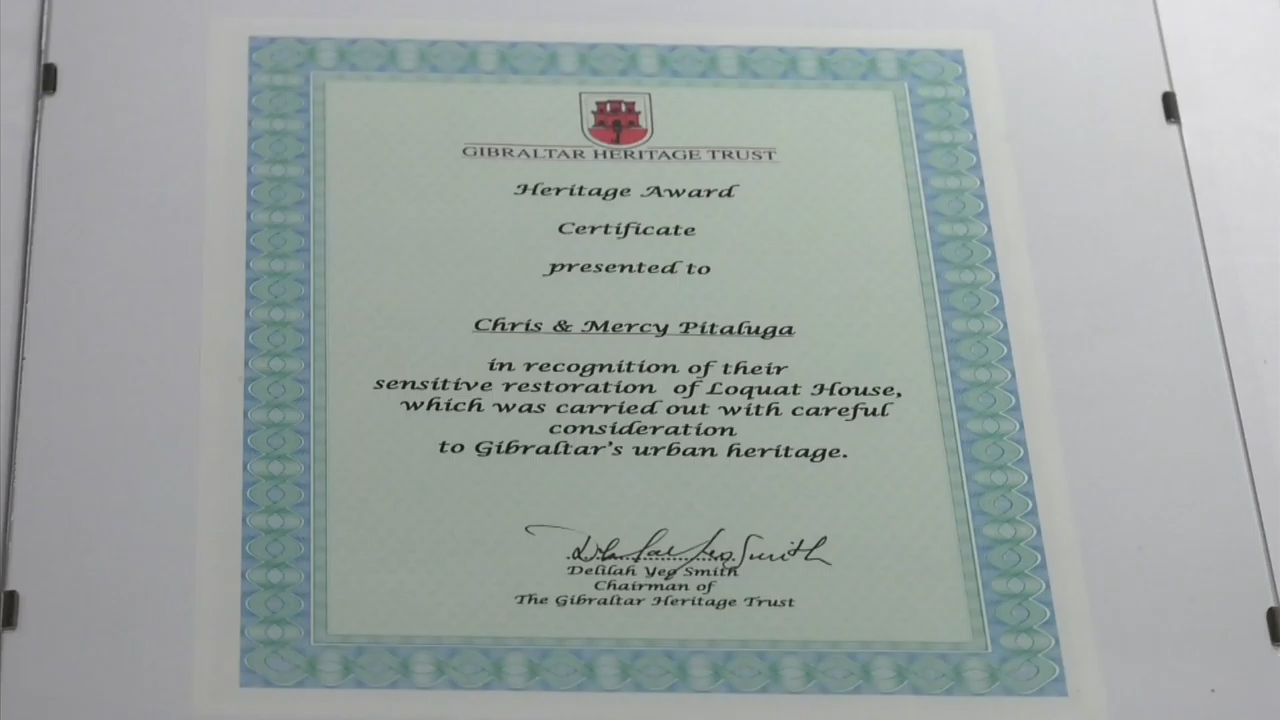 GIBRALTAR HERITAGE TRUST
Heritage Award
Certificate
presented to
Chris & Mercy Pitaluga
in recognition of their
sensitive restoration of Loquat House,
which was carried out with careful
consideration
to Gibraltar's urban heritage.
Delilah Yeo Smith
Chairman of
The Gibraltar Heritage Trust